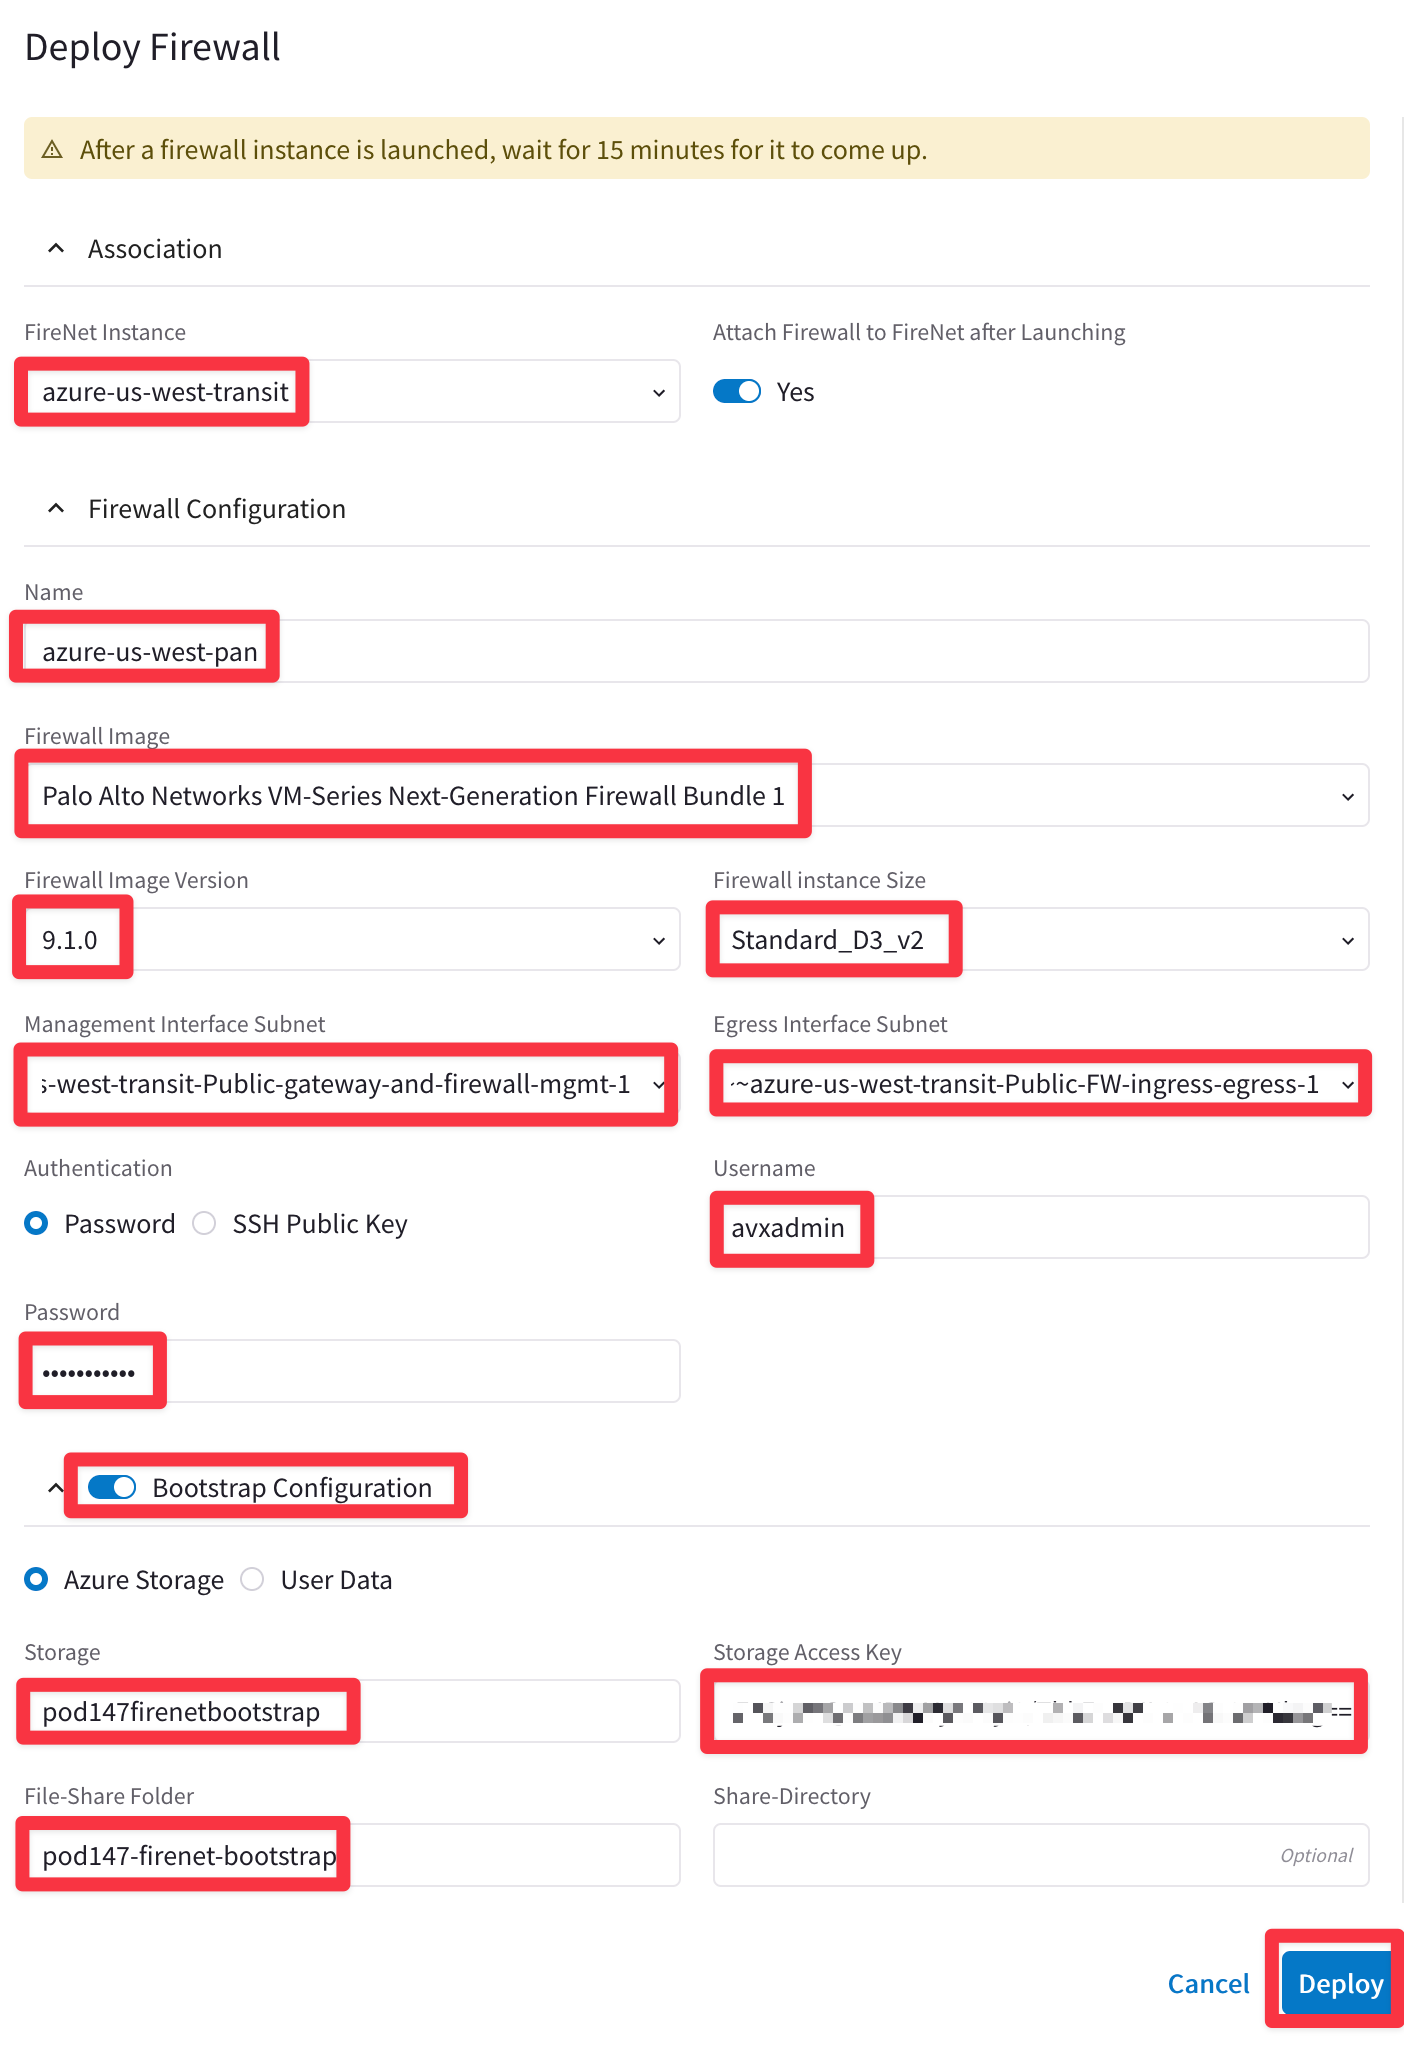 Deploy Firewall
After a firewall instance is launched, wait for 15 minutes for it to come up.
Association
FireNet Instance
Attach Firewall to FireNet after Launching
azure-us-west-transit
Yes
Firewall Configuration
Name
azure-us-west-pan
Firewall Image
Palo Alto Networks VM-Series Next-Generation Firewall Bundle 1
Firewall Image Version
Firewall instance Size
9.1.0
Standard_D3_v2
Management Interface Subnet
Egress Interface Subnet
s-west-transit-Public-gateway-and-firewall-mgmt-1
~~azure-us-west-transit-Public-FW-ingress-egress-1
Authentication
Username
Password
SSH Public Key
avxadmin
Password
•••••••••••
Bootstrap Configuration
Azure Storage
User Data
Storage
Storage Access Key
pod147firenetbootstrap
==
File-Share Folder
Share-Directory
pod147-firenet-bootstrap
Optional
Cancel
Deploy